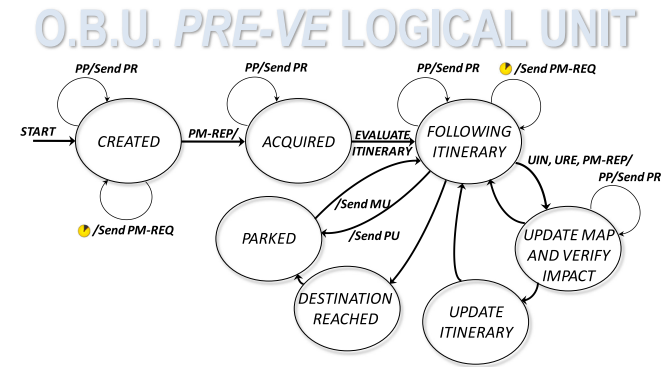 O.B.U. PRE-VE LOGICAL UNIT
PP/Send PR
PP/Send PR
PP/Send PR
/Send PM-REQ
START
CREATED
PM-REP/
ACQUIRED
EVALUATE
ITINERARY
FOLLOWING
ITINERARY
UIN, URE, PM-REP/
PP/Send PR
/Send PM-REQ
/Send MU
/Send PU
PARKED
UPDATE MAP
AND VERIFY
IMPACT
DESTINATION
REACHED
UPDATE
ITINERARY